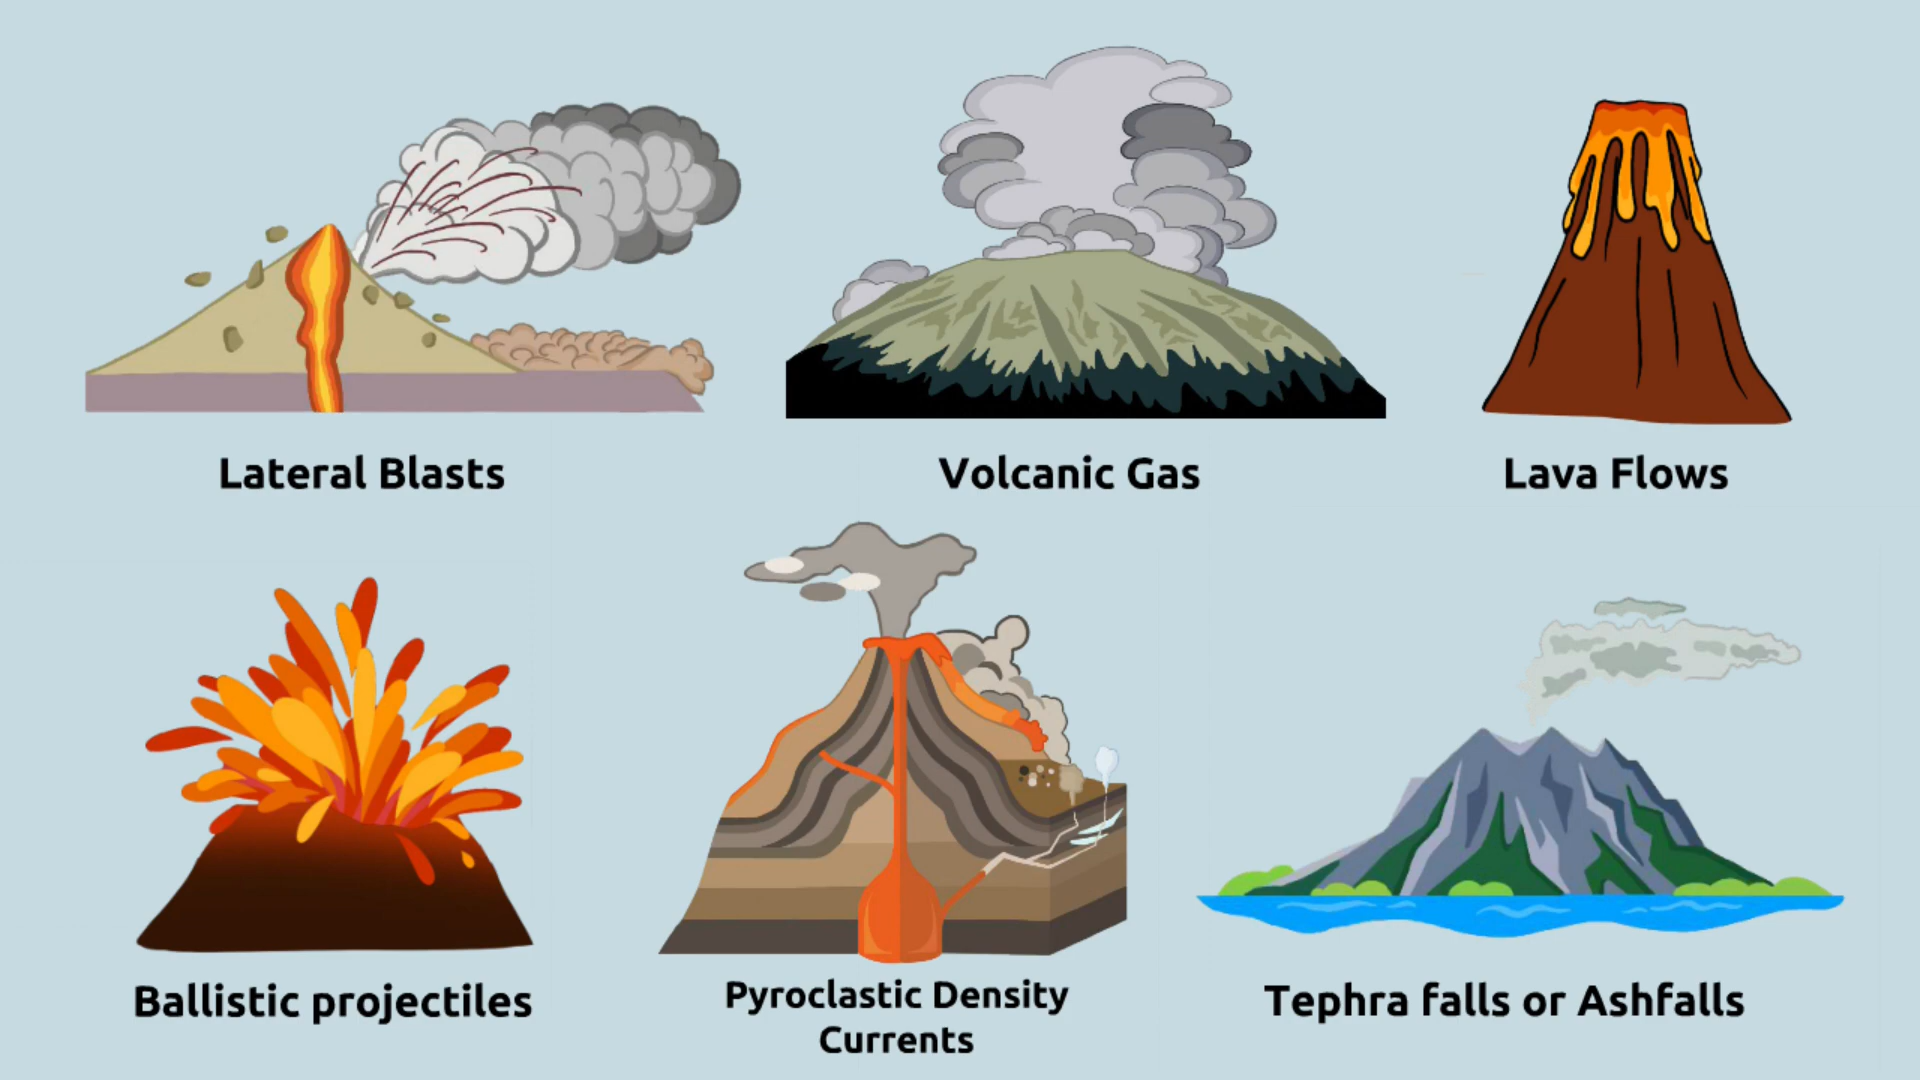 Lateral Blasts
Volcanic Gas
Lava Flows
Ballistic projectiles
Pyroclastic Density
Currents
Tephra falls or Ashfalls